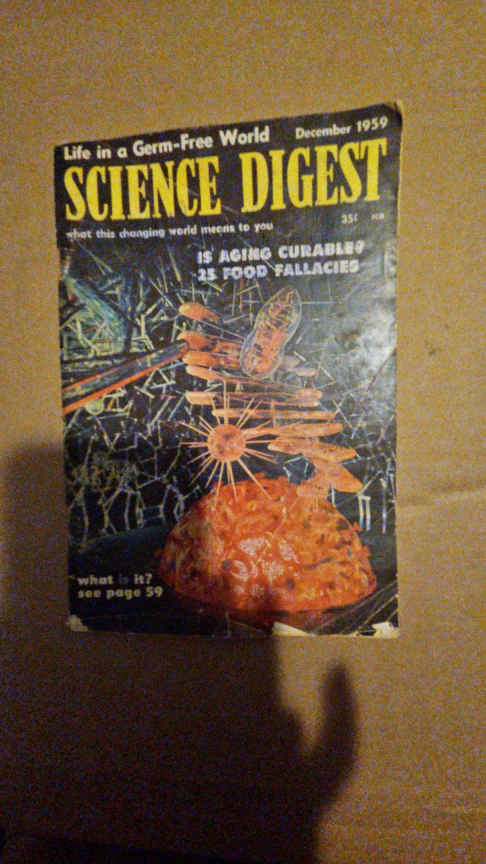 Life in a Germ-Free World
December 1959
SCIENCE DIGEST
what this changing world means to you
35¢
IS AGING CURABLE?
25 FOOD FALLACIES
what is it?
see page 59